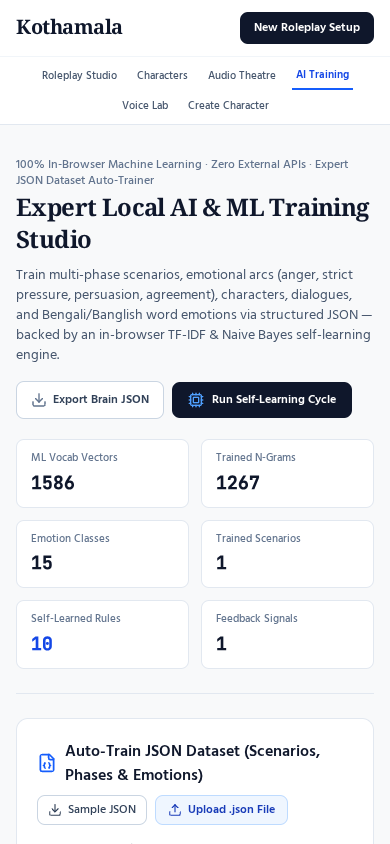 Kothamala
New Roleplay Setup
Roleplay Studio
Characters
Audio Theatre
AI Training
Voice Lab
Create Character
100% In-Browser Machine Learning · Zero External APIs · Expert
JSON Dataset Auto-Trainer
Expert Local AI & ML Training
Studio
Train multi-phase scenarios, emotional arcs (anger, strict
pressure, persuasion, agreement), characters, dialogues,
and Bengali/Banglish word emotions via structured JSON —
backed by an in-browser TF-IDF & Naive Bayes self-learning
engine.
Export Brain JSON
Run Self-Learning Cycle
ML Vocab Vectors
1586
Trained N-Grams
1267
Emotion Classes
15
Trained Scenarios
1
Self-Learned Rules
10
Feedback Signals
1
Auto-Train JSON Dataset (Scenarios,
Phases & Emotions)
Sample JSON
Upload .json File